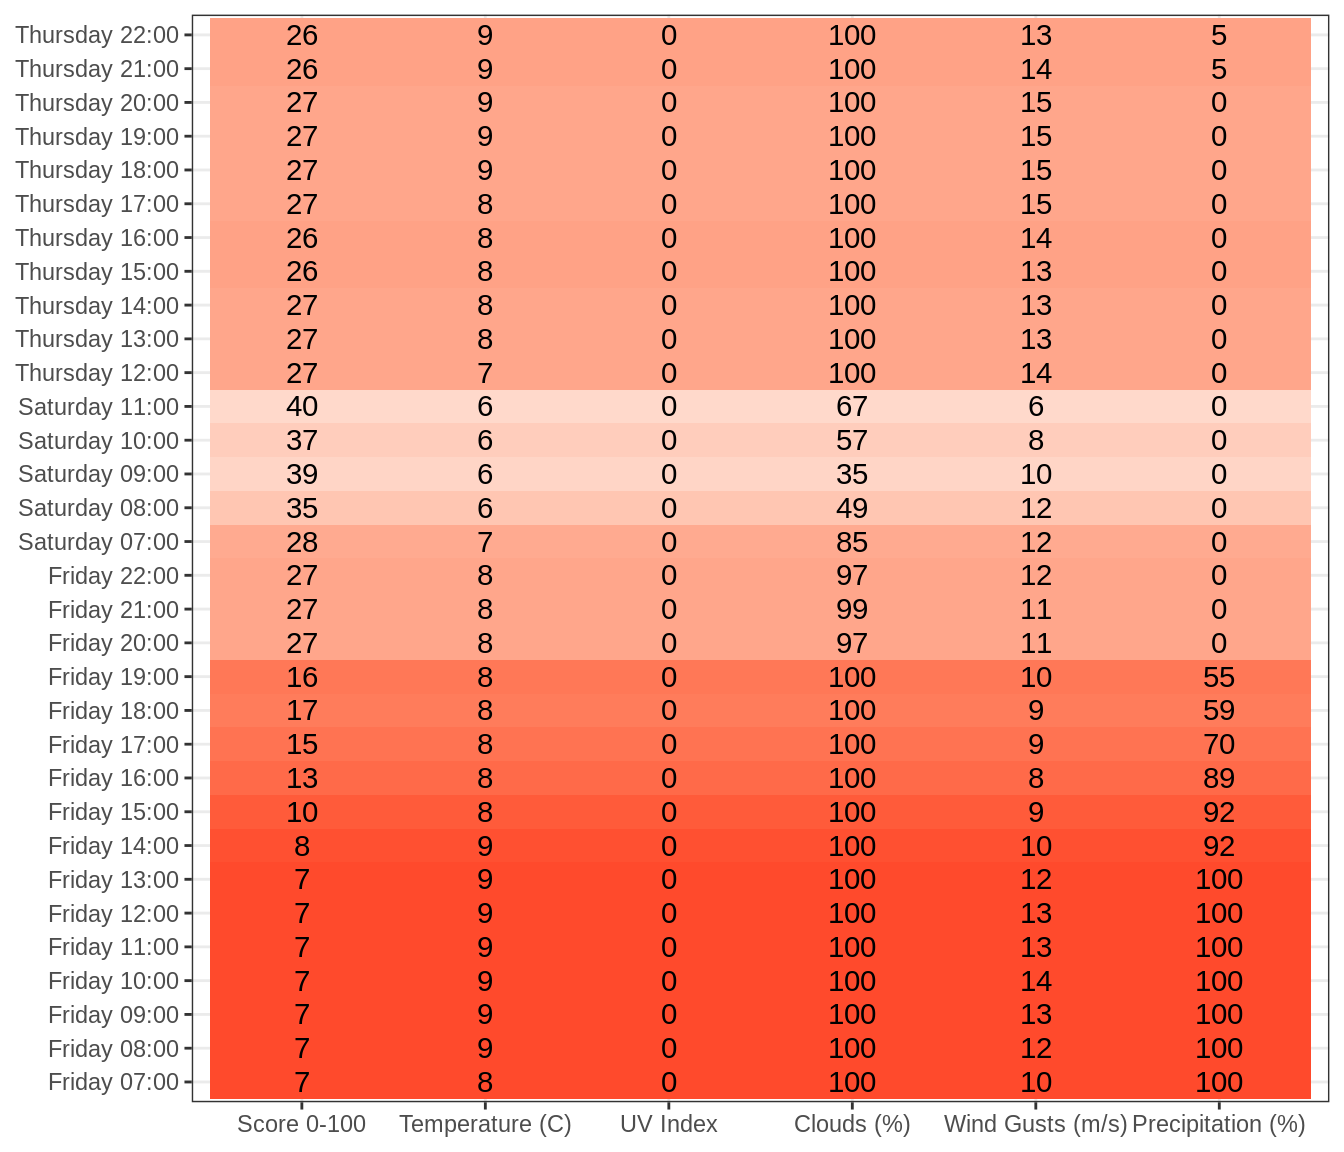 Thursday 22:00 26 9 0 100 13 5
Thursday 21:00 26 9 0 100 14 5
Thursday 20:00 27 9 0 100 15 0
Thursday 19:00 27 9 0 100 15 0
Thursday 18:00 27 9 0 100 15 0
Thursday 17:00 27 8 0 100 15 0
Thursday 16:00 26 8 0 100 14 0
Thursday 15:00 26 8 0 100 13 0
Thursday 14:00 27 8 0 100 13 0
Thursday 13:00 27 8 0 100 13 0
Thursday 12:00 27 7 0 100 14 0
Saturday 11:00 40 6 0 67 6 0
Saturday 10:00 37 6 0 57 8 0
Saturday 09:00 39 6 0 35 10 0
Saturday 08:00 35 6 0 49 12 0
Saturday 07:00 28 7 0 85 12 0
Friday 22:00 27 8 0 97 12 0
Friday 21:00 27 8 0 99 11 0
Friday 20:00 27 8 0 97 11 0
Friday 19:00 16 8 0 100 10 55
Friday 18:00 17 8 0 100 9 59
Friday 17:00 15 8 0 100 9 70
Friday 16:00 13 8 0 100 8 89
Friday 15:00 10 8 0 100 9 92
Friday 14:00 8 9 0 100 10 92
Friday 13:00 7 9 0 100 12 100
Friday 12:00 7 9 0 100 13 100
Friday 11:00 7 9 0 100 13 100
Friday 10:00 7 9 0 100 14 100
Friday 09:00 7 9 0 100 13 100
Friday 08:00 7 9 0 100 12 100
Friday 07:00 7 8 0 100 10 100
Score 0-100 Temperature (C) UV Index Clouds (%) Wind Gusts (m/s) Precipitation (%)